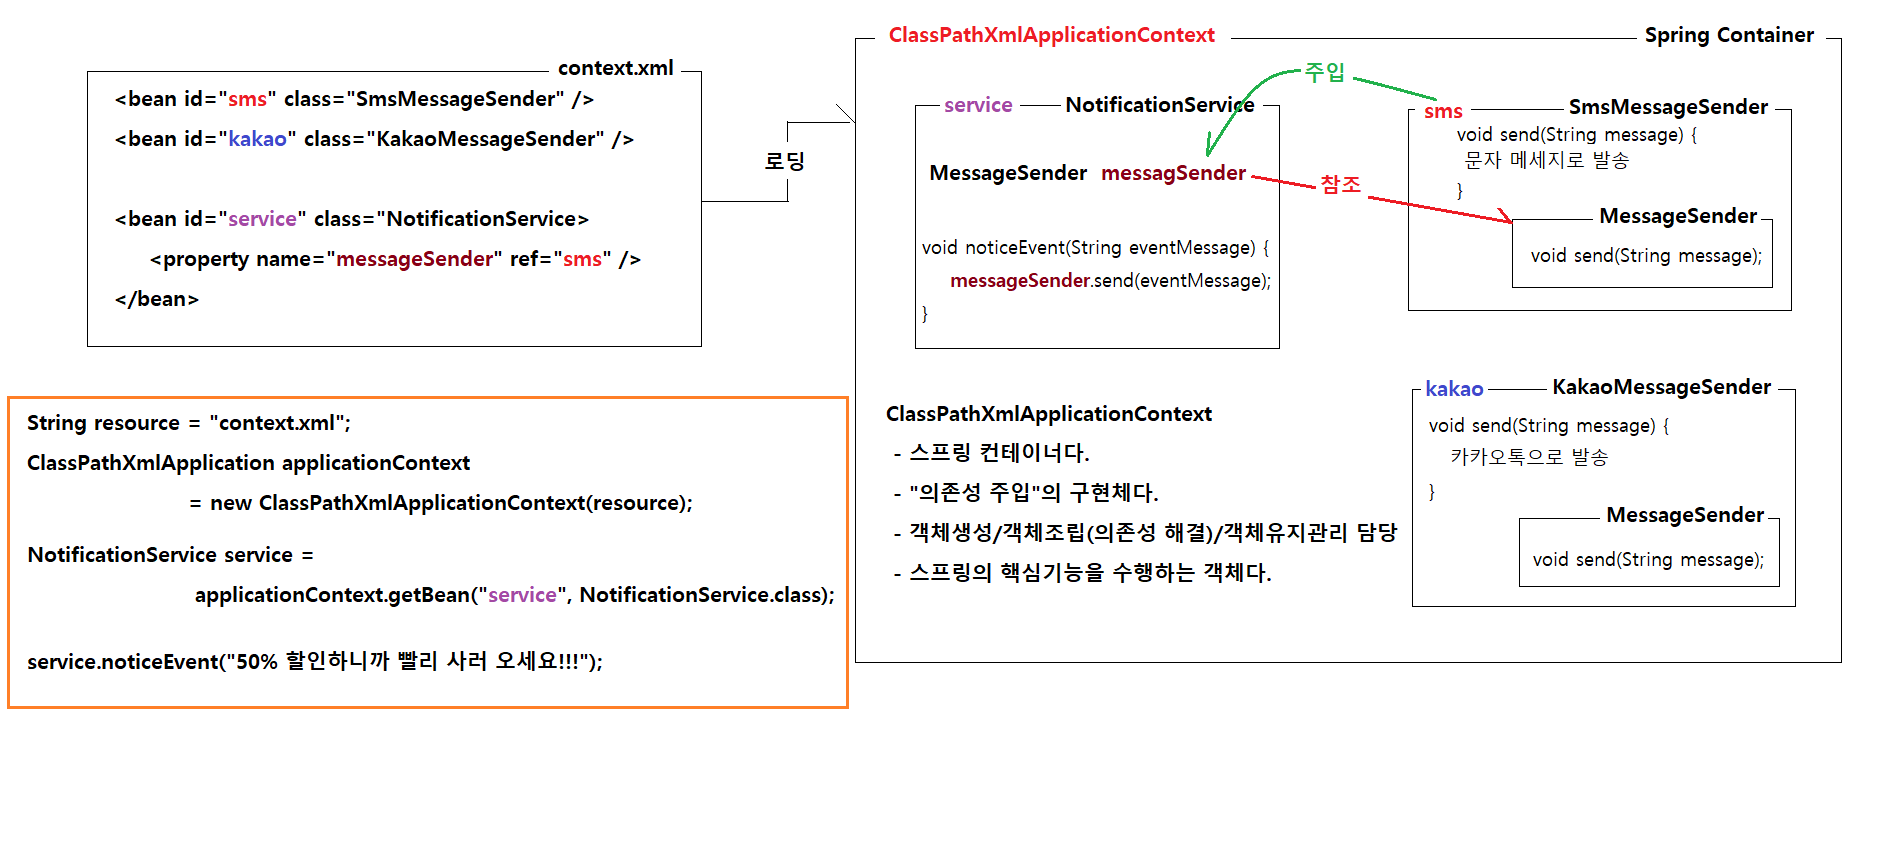 context.xml
<bean id="sms" class="SmsMessageSender" />
<bean id="kakao" class="KakaoMessageSender" />
<bean id="service" class="NotificationService>
<property name="messageSender" ref="sms" />
</bean>
로딩
String resource = "context.xml";
ClassPathXmlApplication applicationContext
= new ClassPathXmlApplicationContext(resource);
NotificationService service =
applicationContext.getBean("service", NotificationService.class);
service.noticeEvent("50% 할인하니까 빨리 사러 오세요!!!");
ClassPathXmlApplicationContext
Spring Container
service
NotificationService
MessageSender messagSender
void noticeEvent(String eventMessage) {
messageSender.send(eventMessage);
}
주입
참조
sms
SmsMessageSender
void send(String message) {
문자 메세지로 발송
}
MessageSender
void send(String message);
ClassPathXmlApplicationContext
- 스프링 컨테이너다.
- "의존성 주입"의 구현체다.
- 객체생성/객체조립(의존성 해결)/객체유지관리 담당
- 스프링의 핵심기능을 수행하는 객체다.
kakao
KakaoMessageSender
void send(String message) {
카카오톡으로 발송
}
MessageSender
void send(String message);